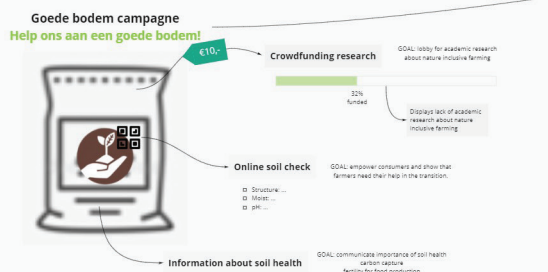 Goede bodem campagne
Help ons aan een goede bodem!
€10,-
Crowdfunding research
GOAL: lobby for academic research
about nature inclusive farming
32%
funded
Displays lack of academic
research about nature
inclusive farming
Online soil check
GOAL: empower consumers and show that
farmers need their help in the transition.
Structure: ...
Moist: ...
pH: ...
Information about soil health
GOAL: communicate importance of soil health
carbon capture
fertility for food production